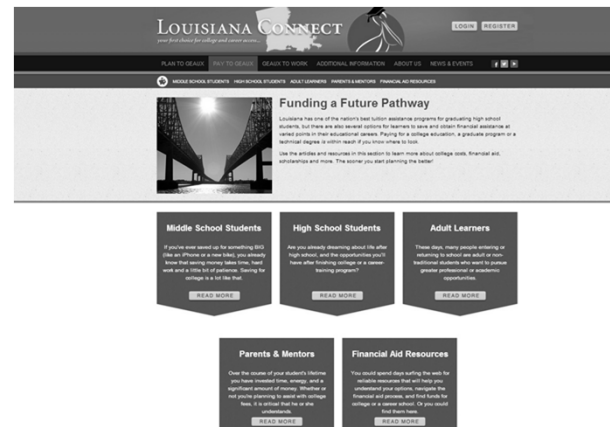 LOUISIANA CONNECT
your first choice for college and career access...
LOGIN REGISTER
PLAN TO GEAUX PAY TO GEAUX GEAUX TO WORK ADDITIONAL INFORMATION ABOUT US NEWS & EVENTS
MIDDLE SCHOOL STUDENTS HIGH SCHOOL STUDENTS ADULT LEARNERS PARENTS & MENTORS FINANCIAL AID RESOURCES
Funding a Future Pathway
Louisiana has one of the nation's best tuition assistance programs for graduating high school
students, but there are also several options for learners to save and obtain financial assistance at
varied points in their educational careers. Paying for a college education, a graduate program or a
technical degree is within reach if you know where to look.
Use the articles and resources in this section to learn more about college costs, financial aid,
scholarships and more. The sooner you start planning the better!
Middle School Students
If you've ever saved up for something BIG
(like an iPhone or a new bike), you already
know that saving money takes time, hard
work and a little bit of patience. Saving for
college is a lot like that.
READ MORE
High School Students
Are you already dreaming about life after
high school, and the opportunities you'll
have after finishing college or a career-
training program?
READ MORE
Adult Learners
These days, many people entering or
returning to school are adult or non-
traditional students who want to pursue
greater professional or academic
opportunities.
READ MORE
Parents & Mentors
Over the course of your student's lifetime
you have invested time, energy, and a
significant amount of money. Whether or
not you're planning to assist with college
fees, it is critical that he or she
understands
READ MORE
Financial Aid Resources
You could spend days surfing the web for
reliable resources that will help you
understand your options, navigate the
financial aid process, and find funds for
college or a career school. Or you could
find them here.
READ MORE